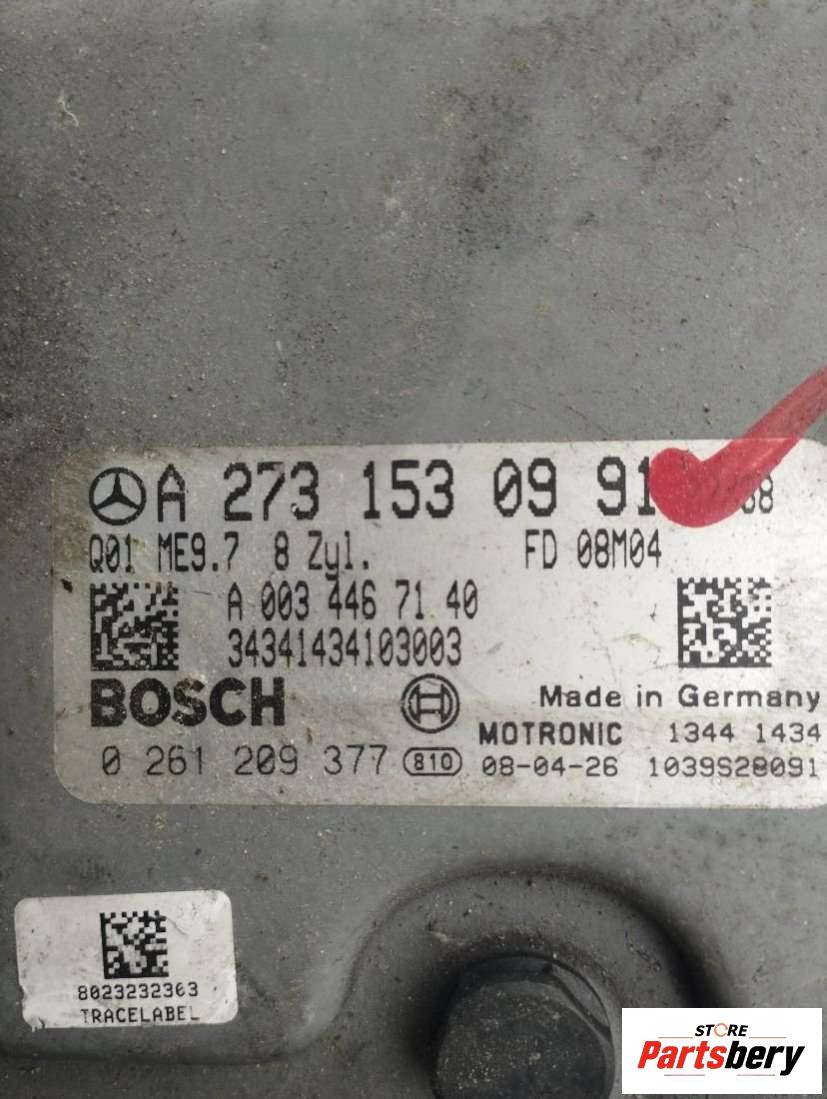 A 273 153 09 91
Q01 ME9.7 8 Zyl. FD 08M04
A 003 446 71 40
34341434103003
BOSCH Made in Germany
MOTRONIC 1344 1434
0 261 209 377 810 08-04-26 1039S28091
8023232363
TRACELABEL
STORE
Partsbery